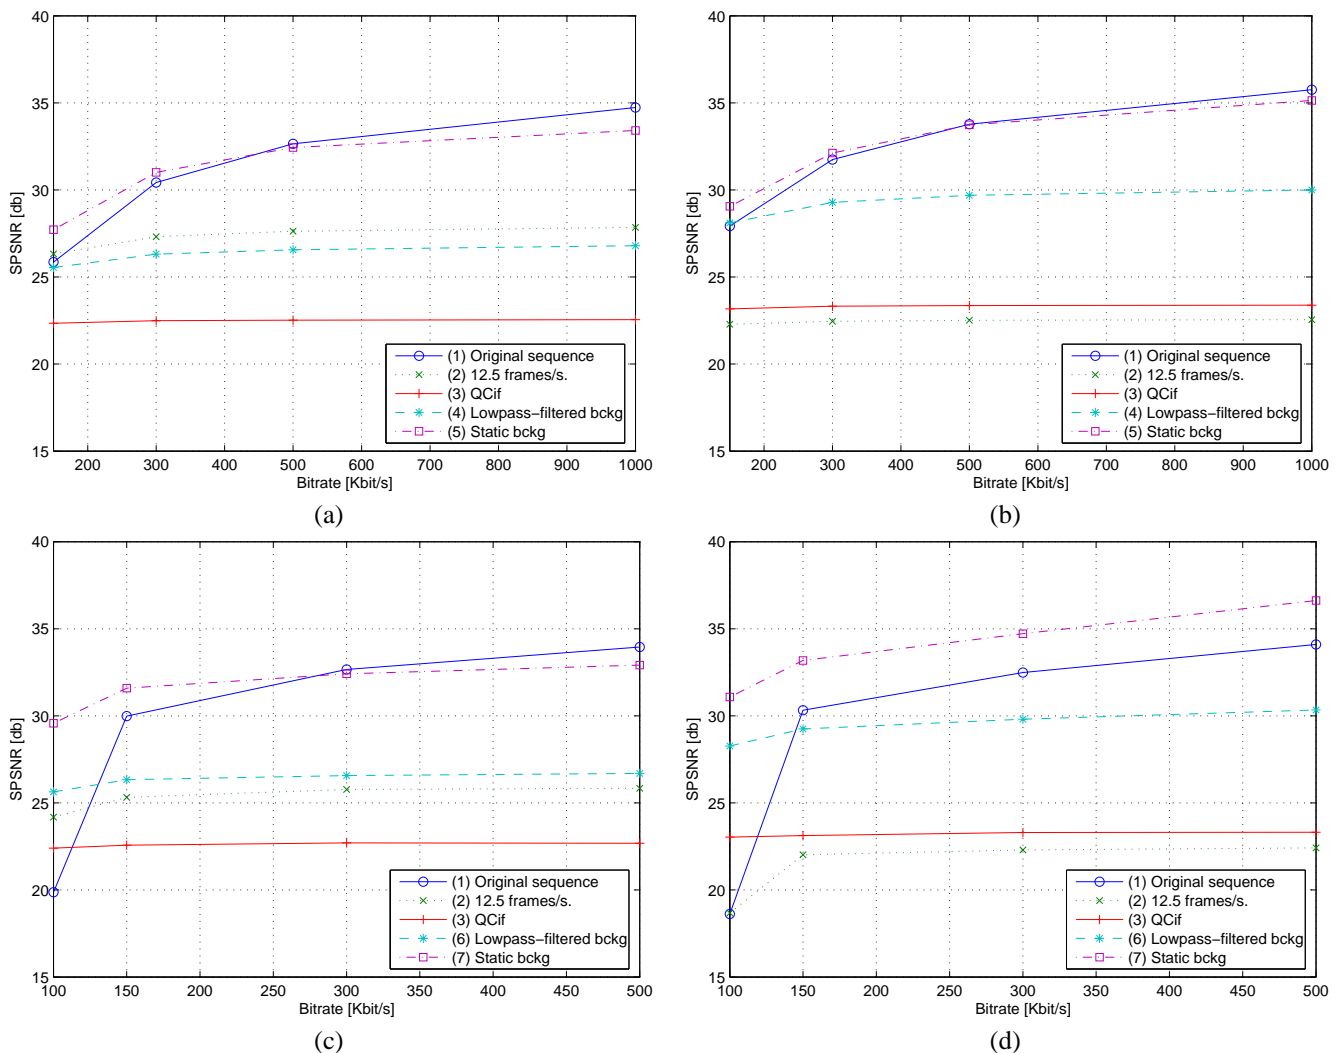 40
35
30
25
20
15
SPSNR [db]
200 300 400 500 600 700 800 900 1000
Bitrate [Kbit/s]
(1) Original sequence
(2) 12.5 frames/s.
(3) QCif
(4) Lowpass-filtered bckg
(5) Static bckg
(a)
40
35
30
25
20
15
SPSNR [db]
200 300 400 500 600 700 800 900 1000
Bitrate [Kbit/s]
(1) Original sequence
(2) 12.5 frames/s.
(3) QCif
(4) Lowpass-filtered bckg
(5) Static bckg
(b)
40
35
30
25
20
15
SPSNR [db]
100 150 200 250 300 350 400 450 500
Bitrate [Kbit/s]
(1) Original sequence
(2) 12.5 frames/s.
(3) QCif
(6) Lowpass-filtered bckg
(7) Static bckg
(c)
40
35
30
25
20
15
SPSNR [db]
100 150 200 250 300 350 400 450 500
Bitrate [Kbit/s]
(1) Original sequence
(2) 12.5 frames/s.
(3) QCif
(6) Lowpass-filtered bckg
(7) Static bckg
(d)